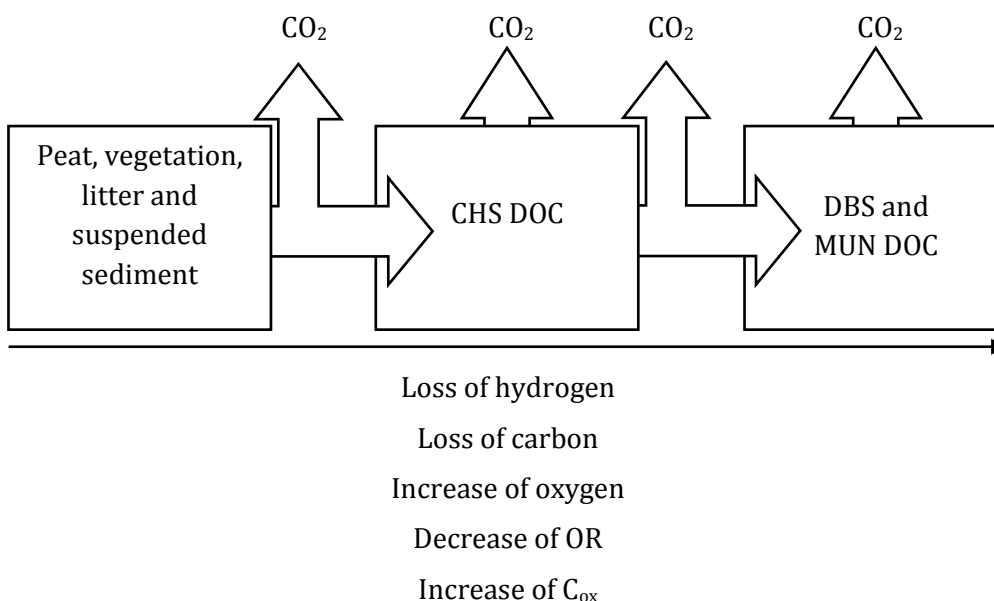 CO₂
CO₂
CO₂
CO₂
Peat, vegetation,
litter and
suspended
sediment
CHS DOC
DBS and
MUN DOC
Loss of hydrogen
Loss of carbon
Increase of oxygen
Decrease of OR
Increase of Cₒₓ